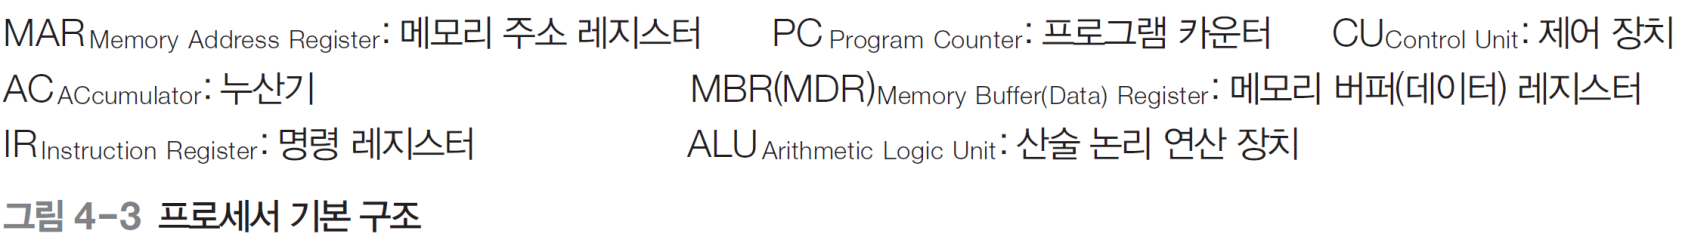 MAR Memory Address Register: 메모리 주소 레지스터 PC Program Counter: 프로그램 카운터 CU Control Unit: 제어 장치
AC ACcumulator: 누산기 MBR(MDR) Memory Buffer(Data) Register: 메모리 버퍼(데이터) 레지스터
IR Instruction Register: 명령 레지스터 ALU Arithmetic Logic Unit: 산술 논리 연산 장치
그림 4-3 프로세서 기본 구조